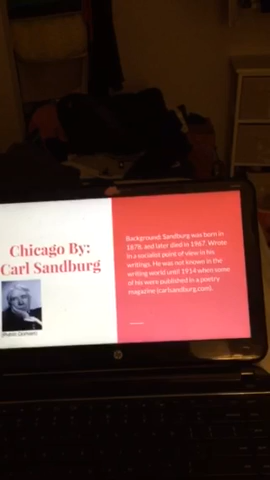 Chicago By:
Carl Sandburg
(Public Domain)
Background: Sandburg was born in
1878, and later died in 1967. Wrote
in a socialist point of view in his
writings. He was not known in the
writing world until 1914 when some
of his were published in a poetry
magazine (carlsandburg.com).
hp